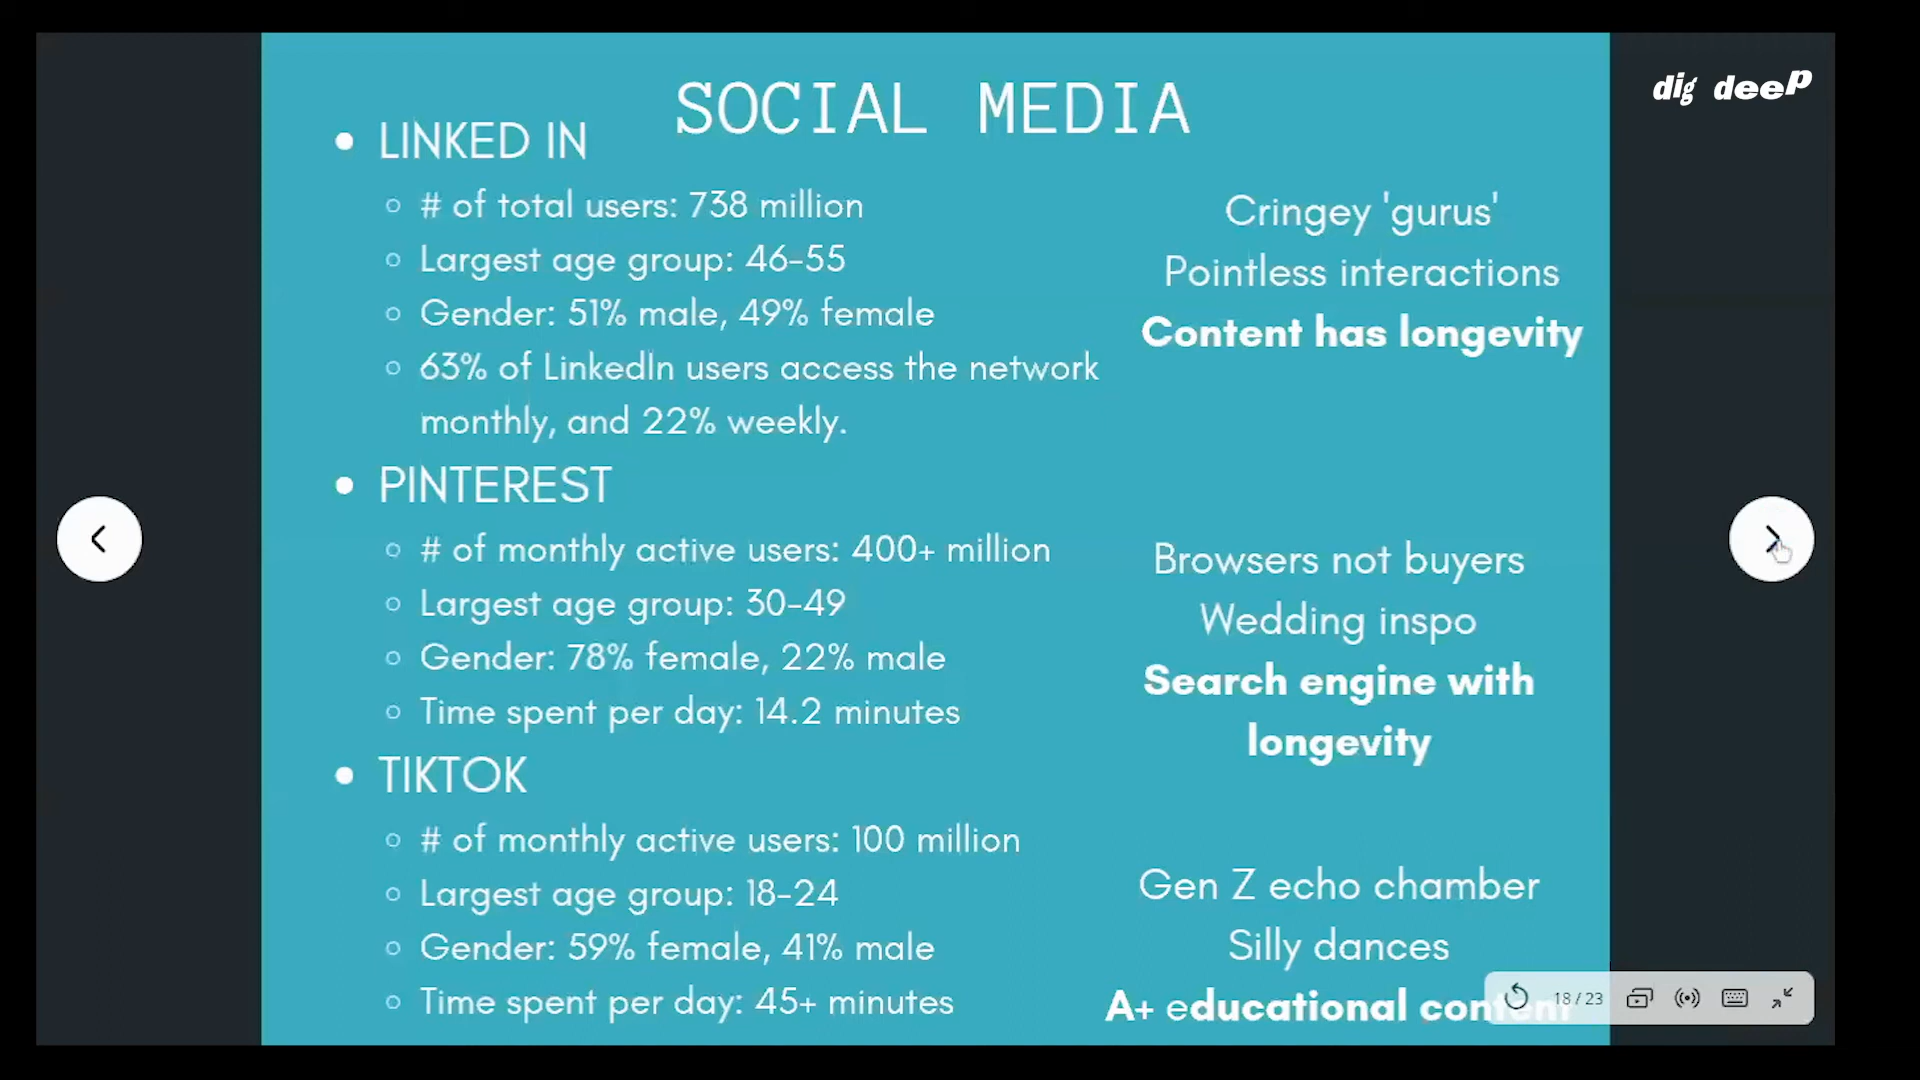 SOCIAL MEDIA
dig deep
LINKED IN
# of total users: 738 million
Largest age group: 46-55
Gender: 51% male, 49% female
63% of LinkedIn users access the network
monthly, and 22% weekly.
Cringey 'gurus'
Pointless interactions
Content has longevity
PINTEREST
# of monthly active users: 400+ million
Largest age group: 30-49
Gender: 78% female, 22% male
Time spent per day: 14.2 minutes
Browsers not buyers
Wedding inspo
Search engine with
longevity
TIKTOK
# of monthly active users: 100 million
Largest age group: 18-24
Gender: 59% female, 41% male
Time spent per day: 45+ minutes
Gen Z echo chamber
Silly dances
A+ educational content
18 / 23